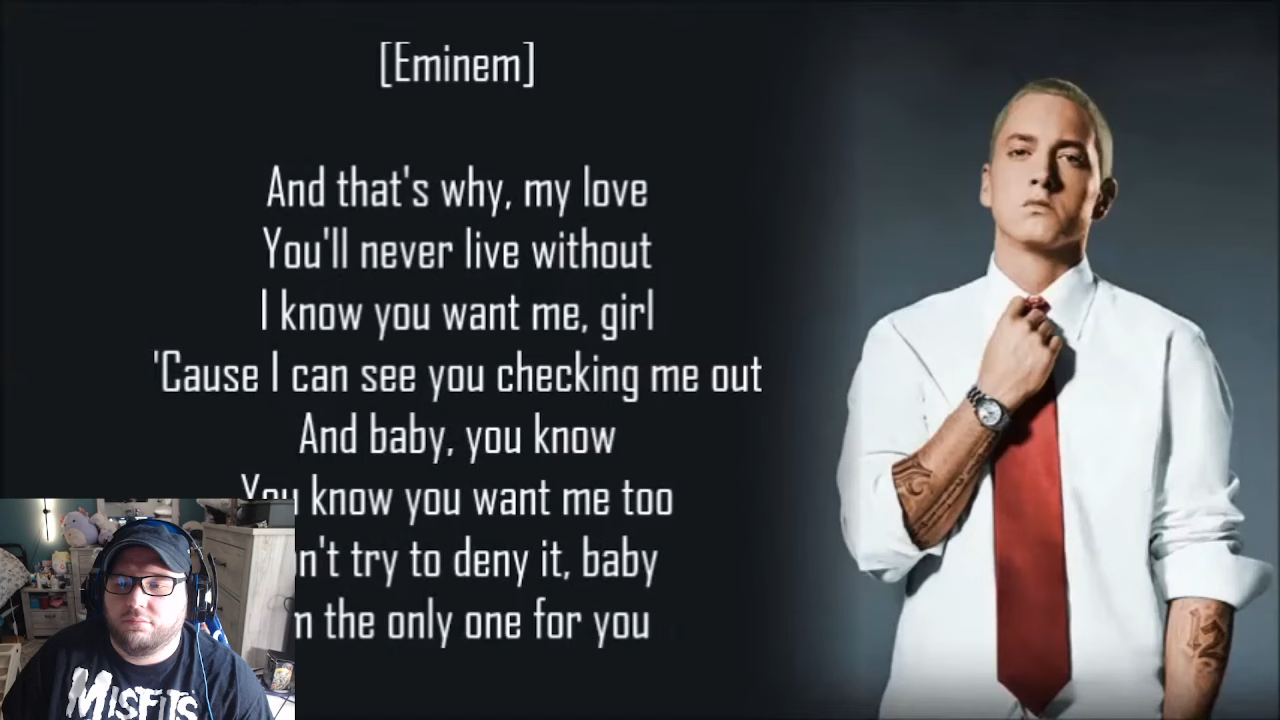 [Eminem]
And that's why, my love
You'll never live without
I know you want me, girl
'Cause I can see you checking me out
And baby, you know
You know you want me too
n't try to deny it, baby
m the only one for you
MISFITS
12